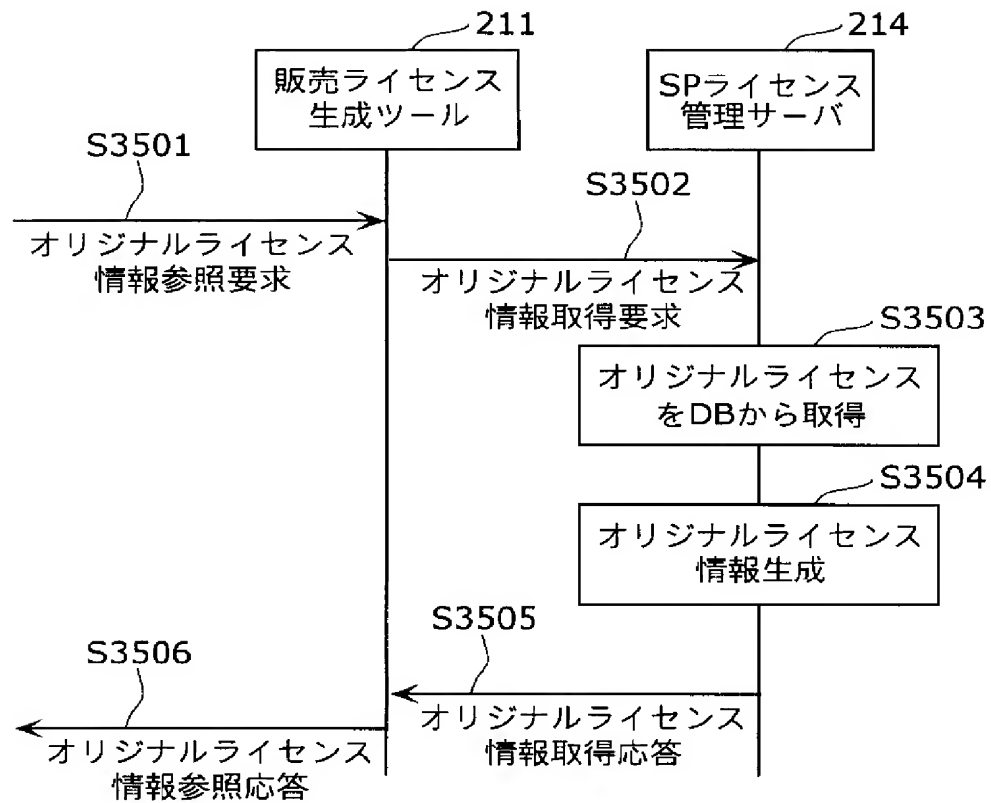 211
214
販売ライセンス
生成ツール
SPライセンス
管理サーバ
S3501
オリジナルライセンス
情報参照要求
S3502
オリジナルライセンス
情報取得要求
S3503
オリジナルライセンス
をDBから取得
S3504
オリジナルライセンス
情報生成
S3505
オリジナルライセンス
情報取得応答
S3506
オリジナルライセンス
情報参照応答